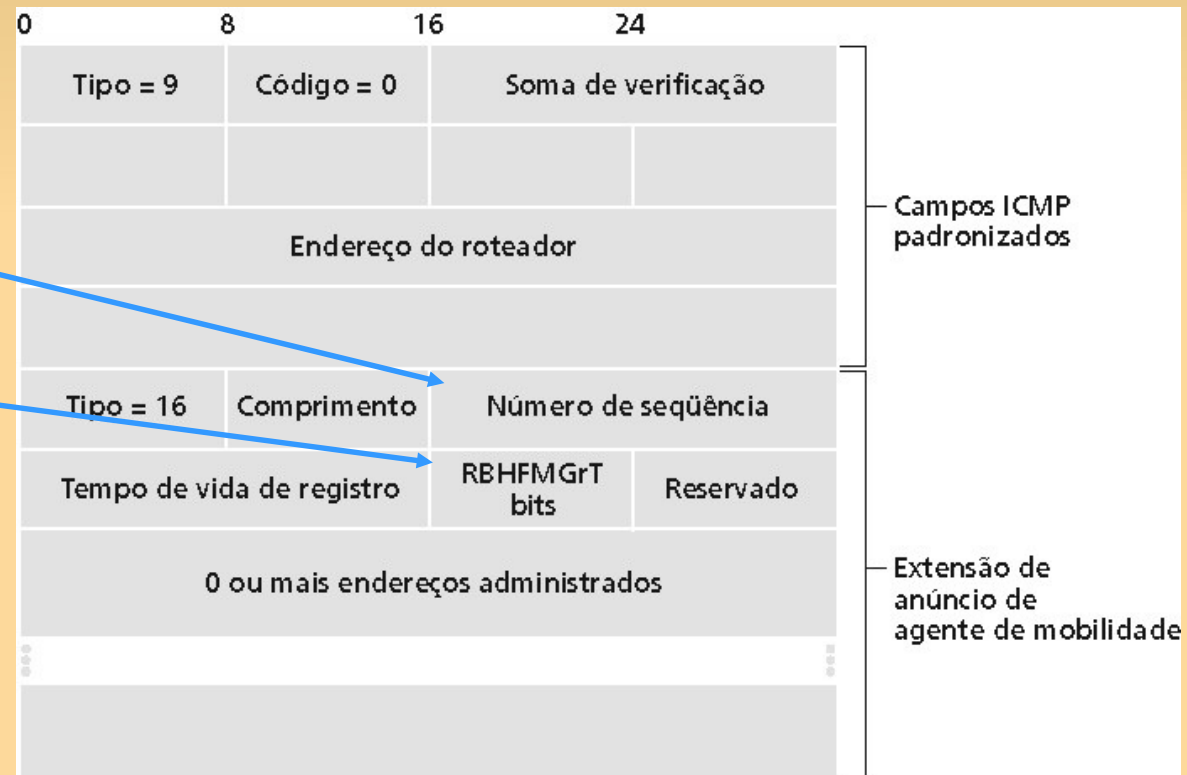 0 8 16 24
Tipo = 9 Código = 0 Soma de verificação
Endereço do roteador
Campos ICMP
padronizados
Tipo = 16 Comprimento Número de seqüência
Tempo de vida de registro RBHFMGrT
bits Reservado
0 ou mais endereços administrados
Extensão de
anúncio de
agente de mobilidade